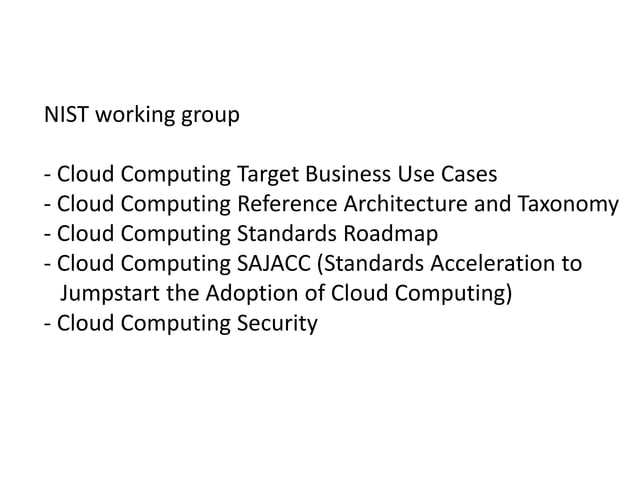 NIST working group
- Cloud Computing Target Business Use Cases
- Cloud Computing Reference Architecture and Taxonomy
- Cloud Computing Standards Roadmap
- Cloud Computing SAJACC (Standards Acceleration to
Jumpstart the Adoption of Cloud Computing)
- Cloud Computing Security